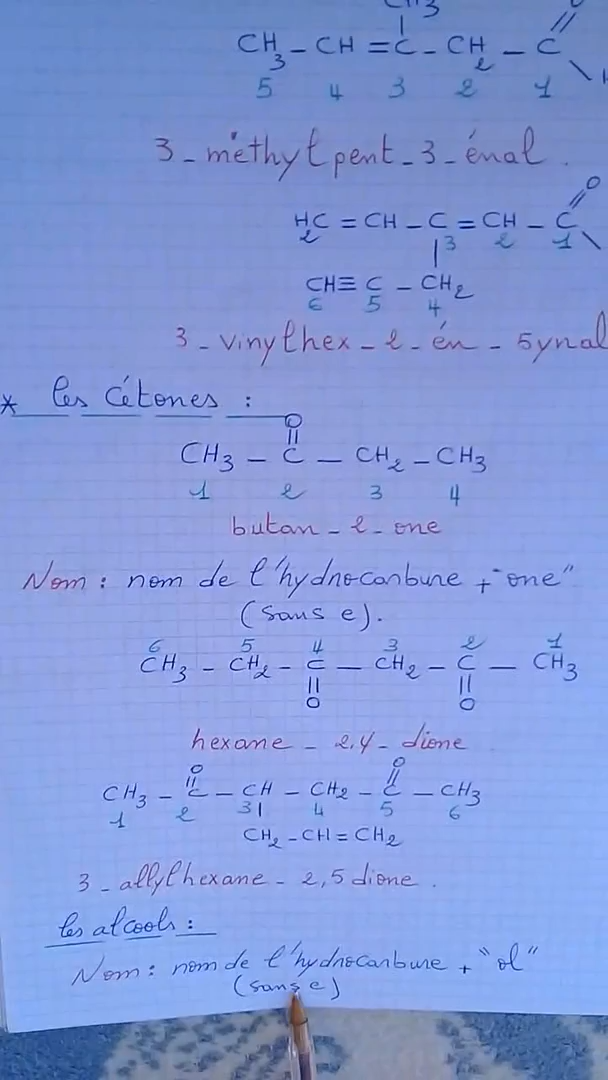 CH3 O
CH3 - CH = C - CH2 - C
5 4 3 2 1
3 - méthyl pent - 3 - énal .
O
H2C = CH - C = CH - C
3 2 1
CH ≡ C - CH2
6 5 4
3 - vinylhex - 2 - én - 5ynal
* les Cétones :
O
CH3 - C - CH2 - CH3
1 2 3 4
butan - 2 - one
Nom : nom de l'hydrocarbure + "one"
(sans e).
6 5 4 3 2 1
CH3 - CH2 - C - CH2 - C - CH3
O O
hexane - 2,4 - dione
O O
CH3 - C - CH - CH2 - C - CH3
1 2 3 4 5 6
CH2 - CH = CH2
3 - allylhexane - 2,5 dione .
les alcools :
Nom : nom de l'hydrocarbure + "ol"
(sans e)